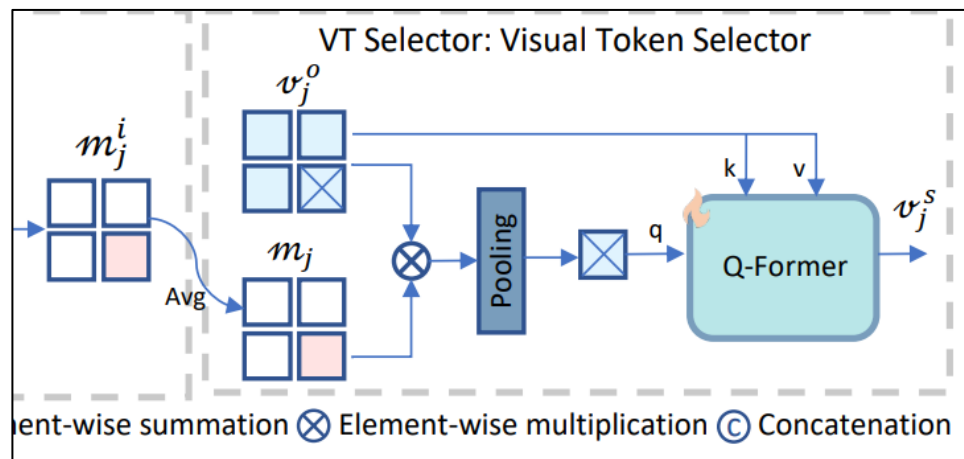 VT Selector: Visual Token Selector
v_j^o
m_j^i
k
v
v_j^s
m_j
Pooling
q
Q-Former
Avg
ent-wise summation ⊗ Element-wise multiplication © Concatenation